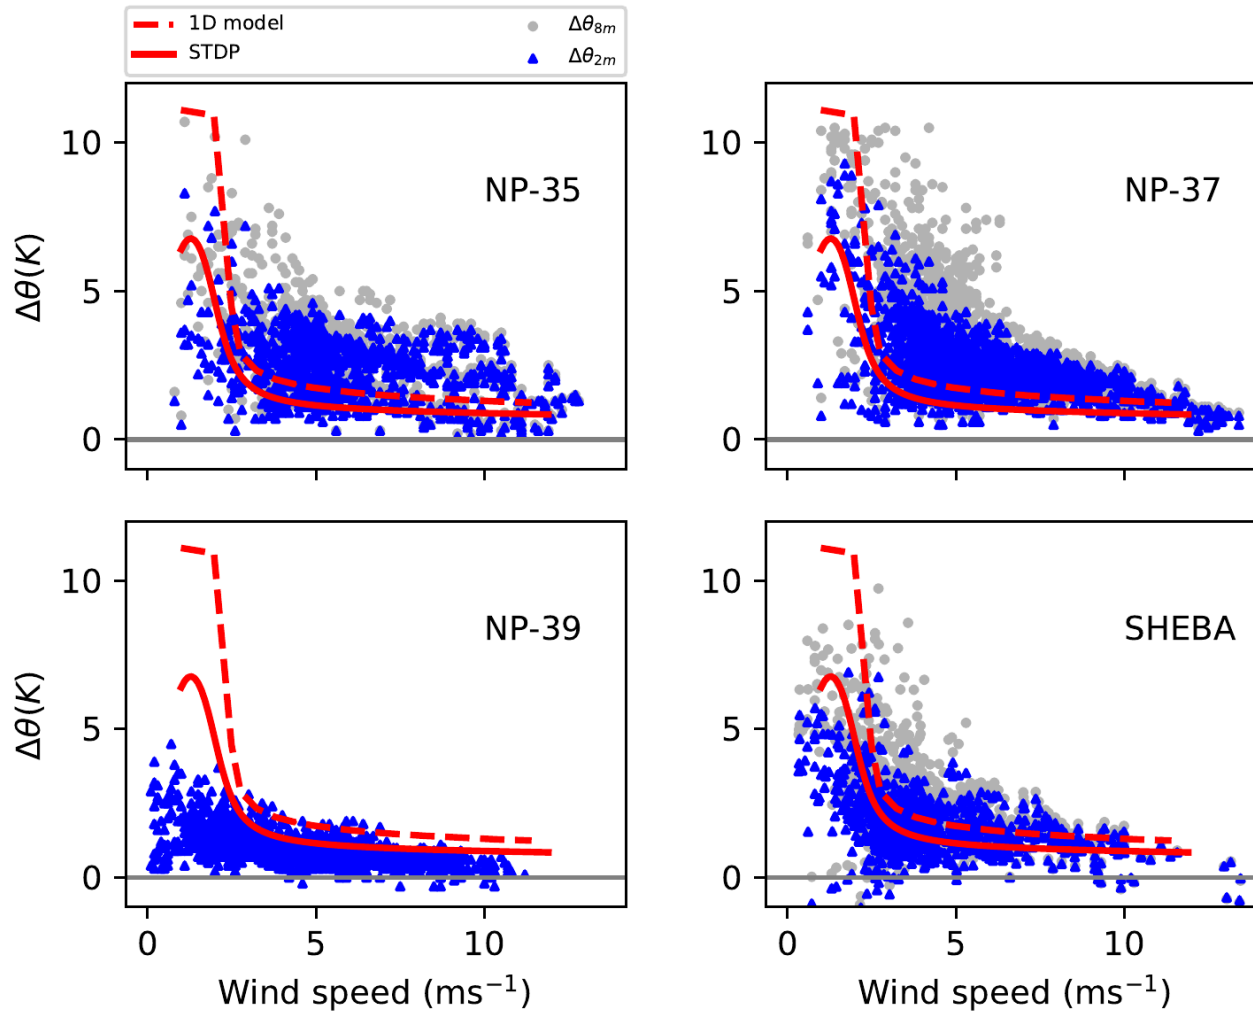 1D model
STDP
Δθ8m
Δθ2m
10
5
0
Δθ(K)
NP-35
10
5
0
NP-37
10
5
0
Δθ(K)
NP-39
0 5 10
Wind speed (ms−1)
10
5
0
SHEBA
0 5 10
Wind speed (ms−1)